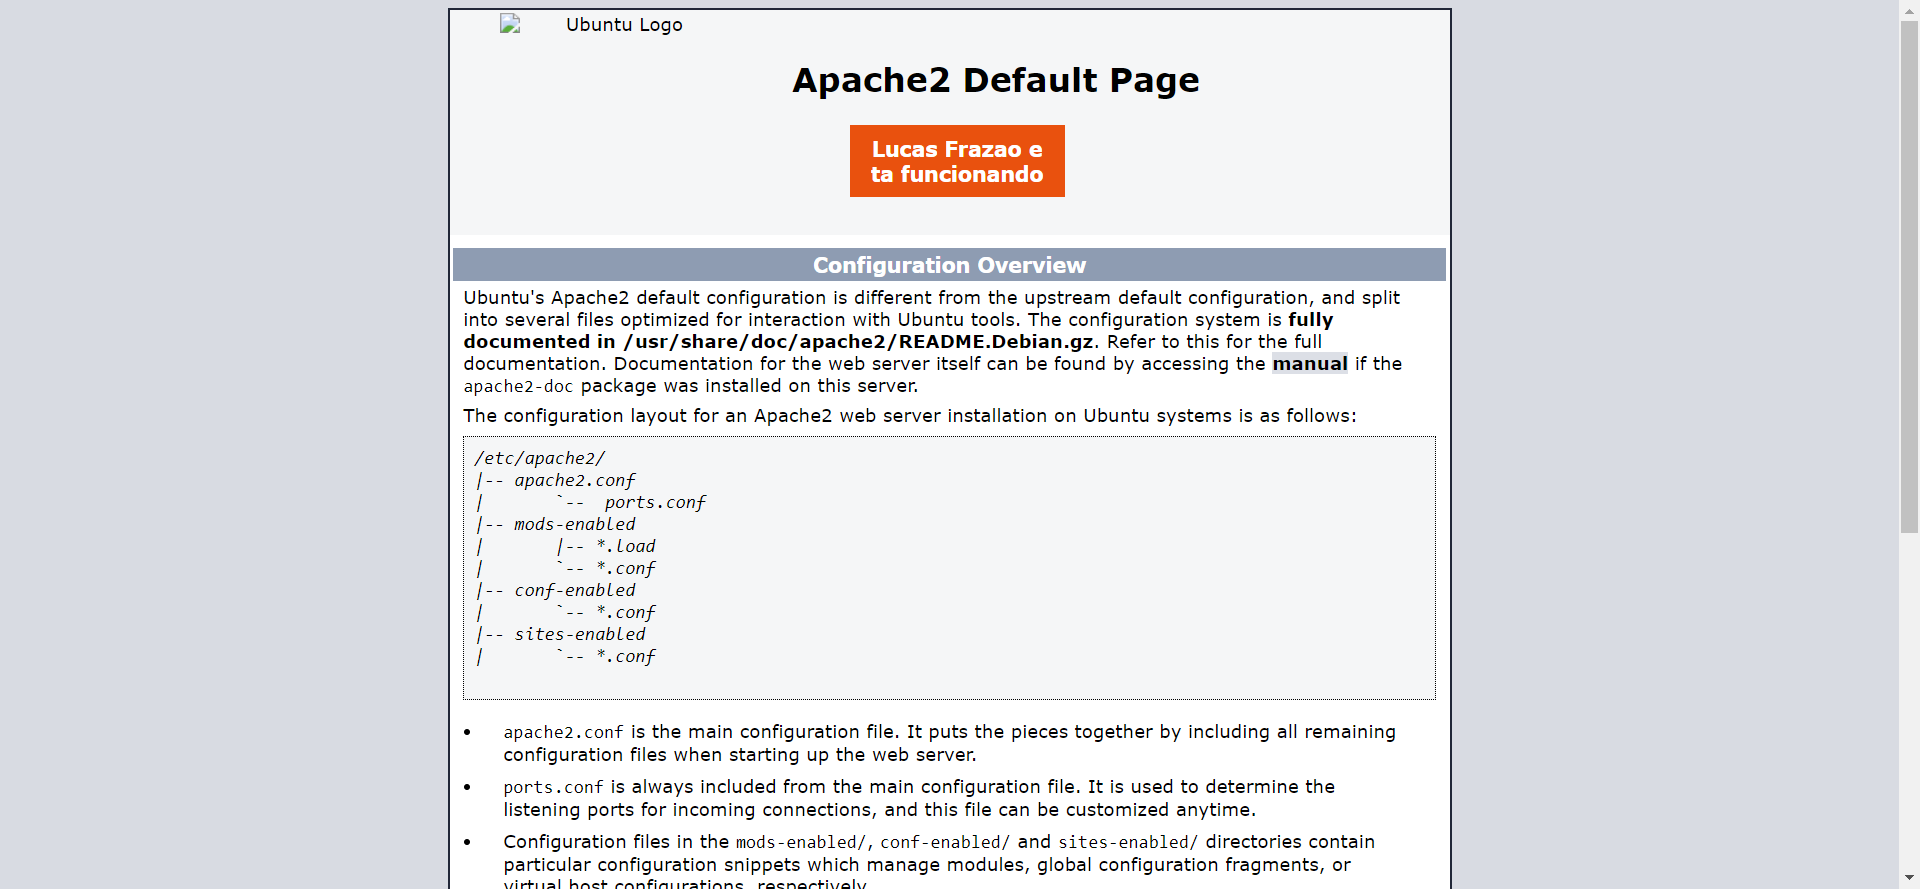 Ubuntu Logo
Apache2 Default Page
Lucas Frazao e
ta funcionando
Configuration Overview
Ubuntu's Apache2 default configuration is different from the upstream default configuration, and split
into several files optimized for interaction with Ubuntu tools. The configuration system is fully
documented in /usr/share/doc/apache2/README.Debian.gz. Refer to this for the full
documentation. Documentation for the web server itself can be found by accessing the manual if the
apache2-doc package was installed on this server.
The configuration layout for an Apache2 web server installation on Ubuntu systems is as follows:
/etc/apache2/
|-- apache2.conf
|       `--  ports.conf
|-- mods-enabled
|       |-- *.load
|       `-- *.conf
|-- conf-enabled
|       `-- *.conf
|-- sites-enabled
|       `-- *.conf
• apache2.conf is the main configuration file. It puts the pieces together by including all remaining
configuration files when starting up the web server.
• ports.conf is always included from the main configuration file. It is used to determine the
listening ports for incoming connections, and this file can be customized anytime.
• Configuration files in the mods-enabled/, conf-enabled/ and sites-enabled/ directories contain
particular configuration snippets which manage modules, global configuration fragments, or
virtual host configurations, respectively.